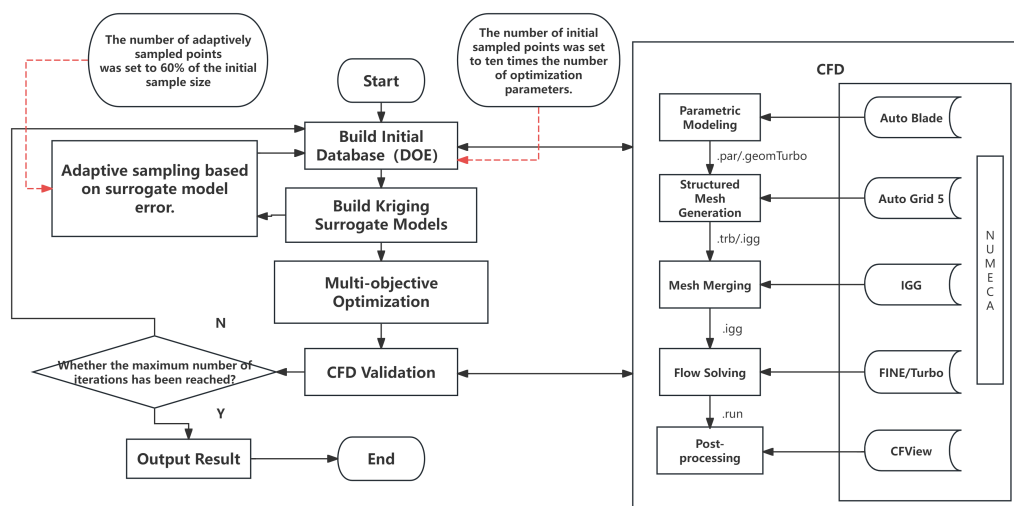 The number of adaptively
sampled points
was set to 60% of the initial
sample size
The number of initial
sampled points was set
to ten times the number
of optimization
parameters.
Start
Build Initial
Database（DOE）
Adaptive sampling based
on surrogate model
error.
Build Kriging
Surrogate Models
Multi-objective
Optimization
N
Whether the maximum number of
iterations has been reached?
CFD Validation
Y
Output Result
End
CFD
Parametric
Modeling
Auto Blade
.par/.geomTurbo
Structured
Mesh
Generation
Auto Grid 5
.trb/.igg
Mesh Merging
IGG
.igg
Flow Solving
FINE/Turbo
.run
Post-
processing
CFView
NUMECA